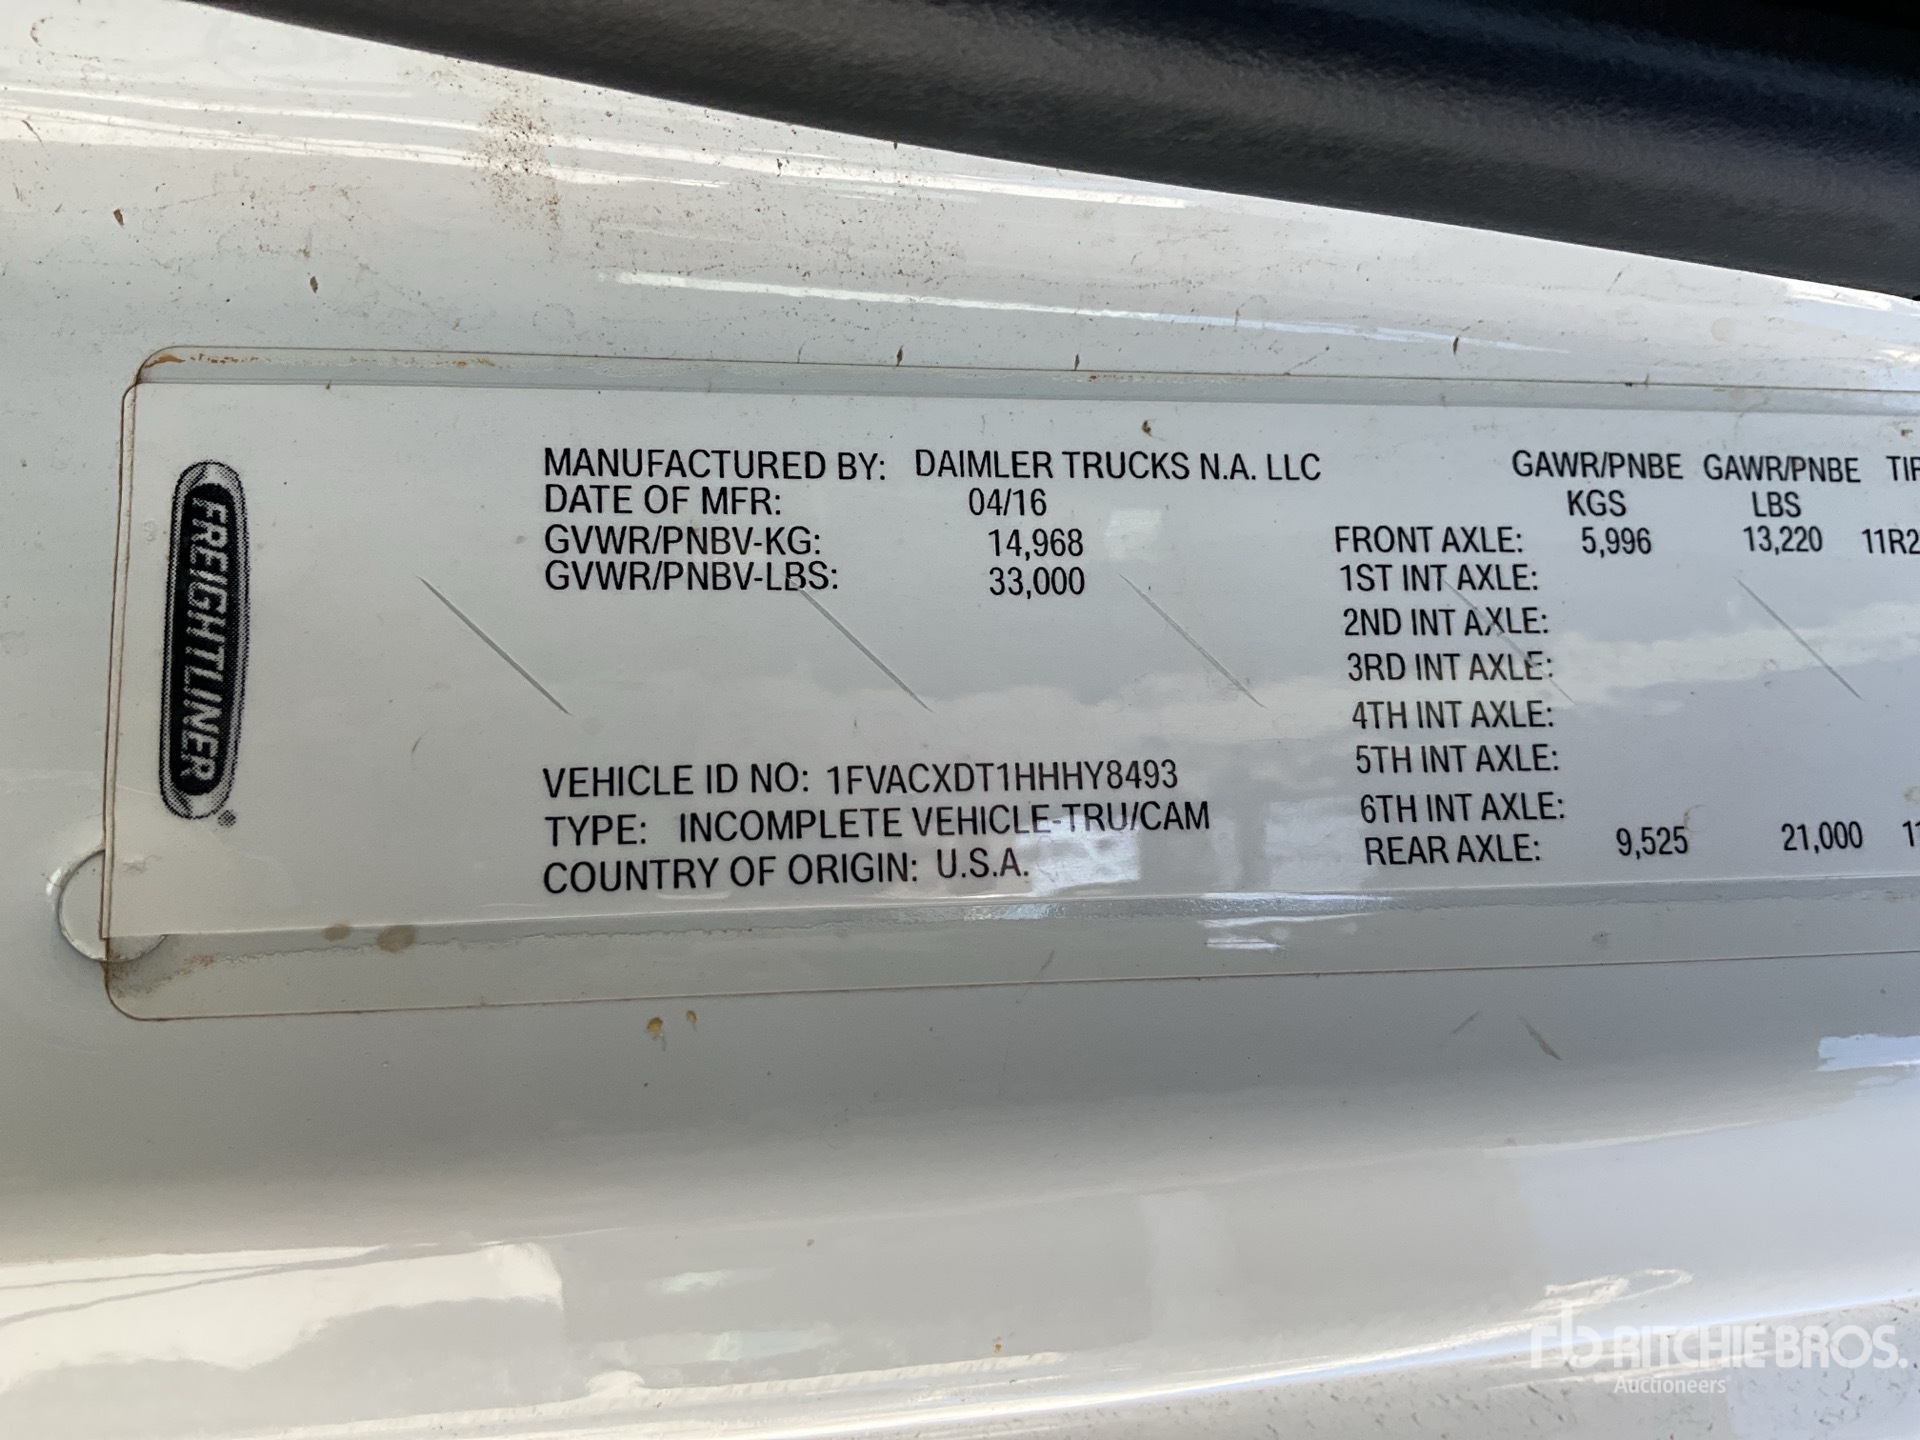 FREIGHTLINER®
MANUFACTURED BY: DAIMLER TRUCKS N.A. LLC
DATE OF MFR: 04/16
GVWR/PNBV-KG: 14,968
GVWR/PNBV-LBS: 33,000
VEHICLE ID NO: 1FVACXDT1HHHY8493
TYPE: INCOMPLETE VEHICLE-TRU/CAM
COUNTRY OF ORIGIN: U.S.A.
GAWR/PNBE GAWR/PNBE
KGS LBS
FRONT AXLE: 5,996 13,220
1ST INT AXLE:
2ND INT AXLE:
3RD INT AXLE:
4TH INT AXLE:
5TH INT AXLE:
6TH INT AXLE:
REAR AXLE: 9,525 21,000
rb RITCHIE BROS.
Auctioneers